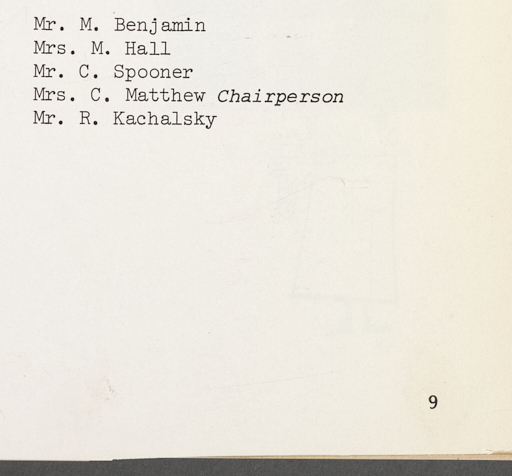 Mr. M. Benjamin
Mrs. M. Hall
Mr. C. Spooner
Mrs. C. Matthew Chairperson
Mr. R. Kachalsky
9